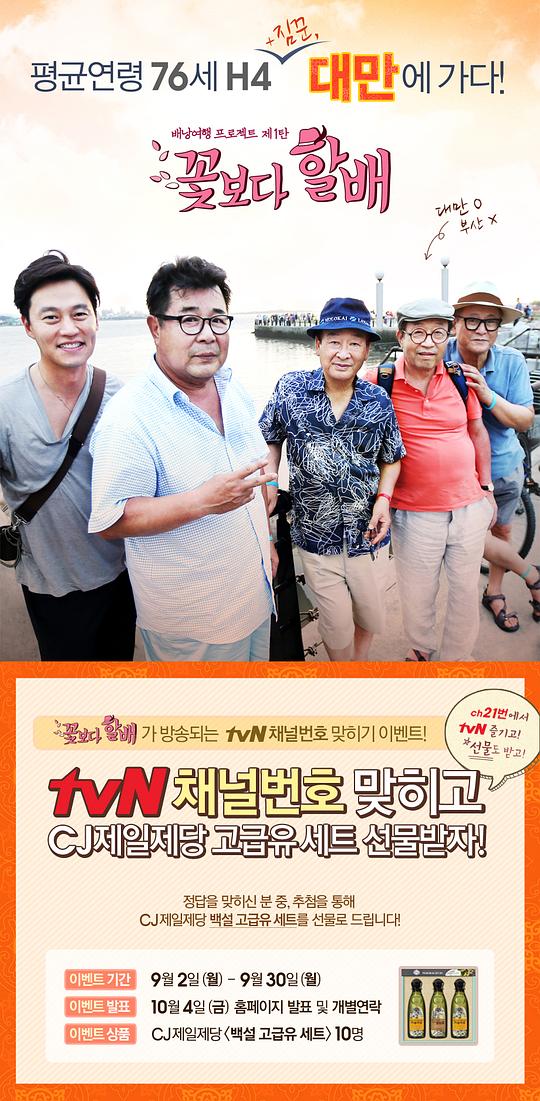 +짐꾼,
평균연령 76세 H4 대만에 가다!
배낭여행 프로젝트 제1탄
꽃보다 할배
대만 O
부산 X
꽃보다 할배가 방송되는 tvN 채널번호 맞히기 이벤트!
ch21번에서
tvN 즐기고!
*선물도 받고!
tvN 채널번호 맞히고
CJ제일제당 고급유 세트 선물받자!
정답을 맞히신 분 중, 추첨을 통해
CJ제일제당 백설 고급유 세트를 선물로 드립니다!
이벤트 기간 9월 2일 (월) - 9월 30일 (월)
이벤트 발표 10월 4일 (금) 홈페이지 발표 및 개별연락
이벤트 상품 CJ제일제당 <백설 고급유 세트> 10명